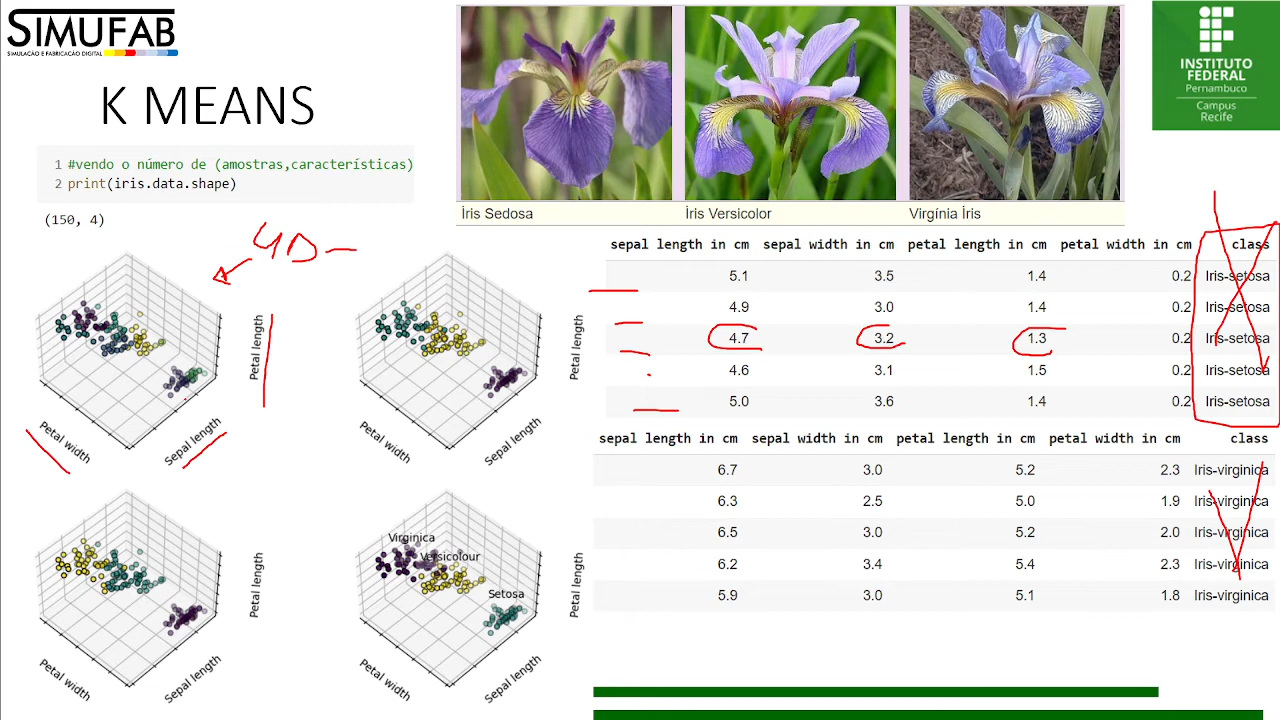 SIMUFAB
SIMULAÇÃO E FABRICAÇÃO DIGITAL
INSTITUTO
FEDERAL
Pernambuco
Campus
Recife
K MEANS
1 #vendo o número de (amostras,características)
2 print(iris.data.shape)
(150, 4)
Íris Sedosa
Íris Versicolor
Virgínia Íris
4D
Petal length
Petal width
Sepal length
Petal length
Petal width
Sepal length
Petal length
Petal width
Sepal length
Virginica
Versicolour
Setosa
Petal length
Petal width
Sepal length
sepal length in cm sepal width in cm petal length in cm petal width in cm class
5.1 3.5 1.4 0.2 Iris-setosa
4.9 3.0 1.4 0.2 Iris-setosa
4.7 3.2 1.3 0.2 Iris-setosa
4.6 3.1 1.5 0.2 Iris-setosa
5.0 3.6 1.4 0.2 Iris-setosa
sepal length in cm sepal width in cm petal length in cm petal width in cm class
6.7 3.0 5.2 2.3 Iris-virginica
6.3 2.5 5.0 1.9 Iris-virginica
6.5 3.0 5.2 2.0 Iris-virginica
6.2 3.4 5.4 2.3 Iris-virginica
5.9 3.0 5.1 1.8 Iris-virginica